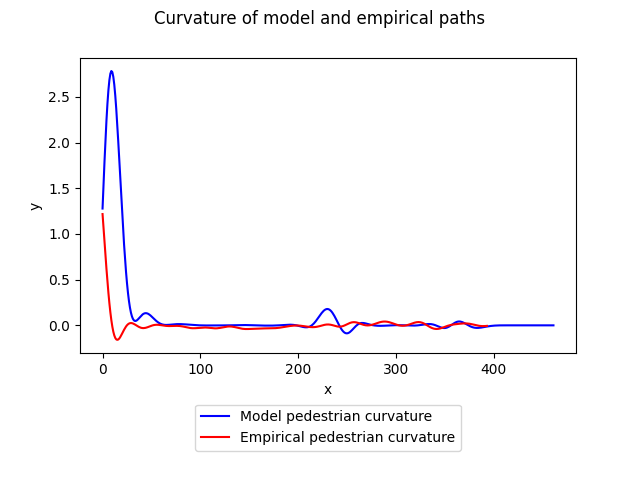 Curvature of model and empirical paths
2.5
2.0
1.5
1.0
0.5
0.0
y
0 100 200 300 400
x
Model pedestrian curvature
Empirical pedestrian curvature